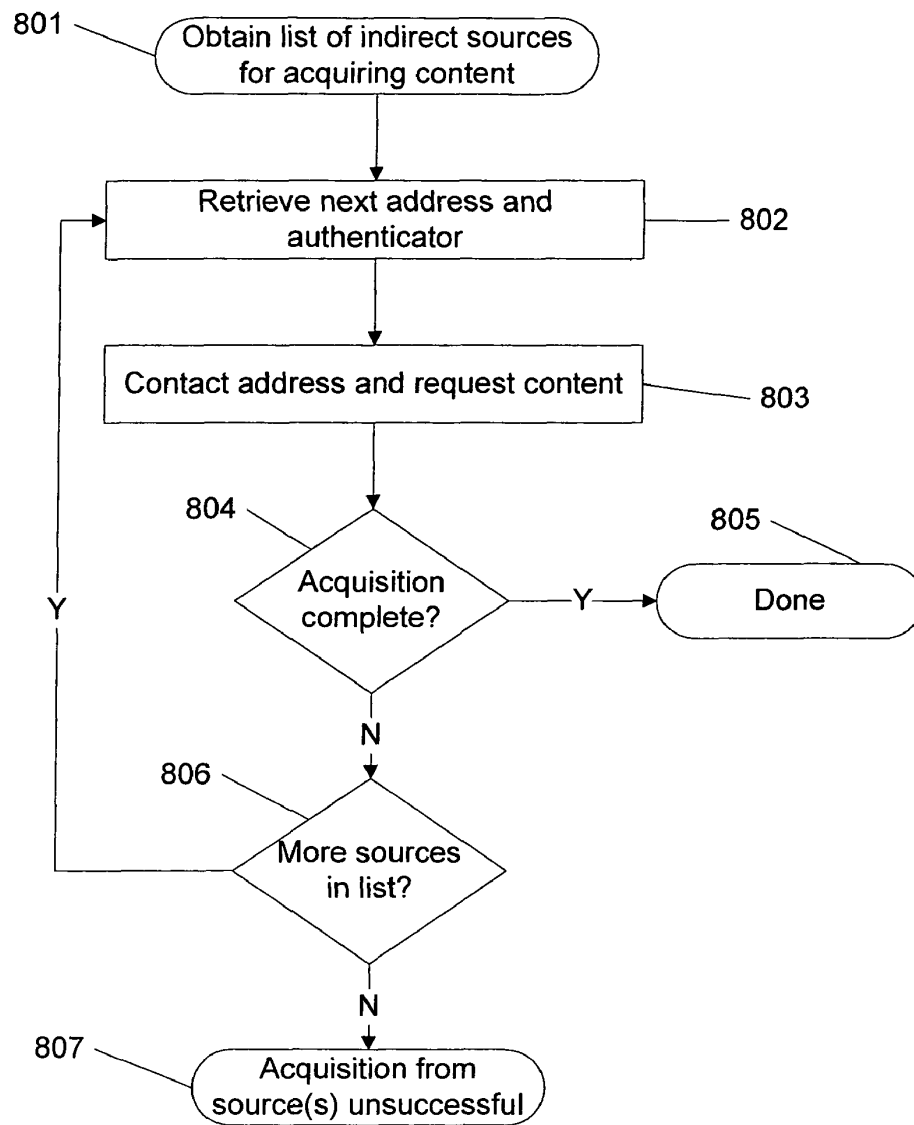 801
Obtain list of indirect sources
for acquiring content
Retrieve next address and
authenticator
802
Contact address and request content
803
804
805
Acquisition
complete?
Y
Done
Y
N
806
More sources
in list?
N
807
Acquisition from
source(s) unsuccessful